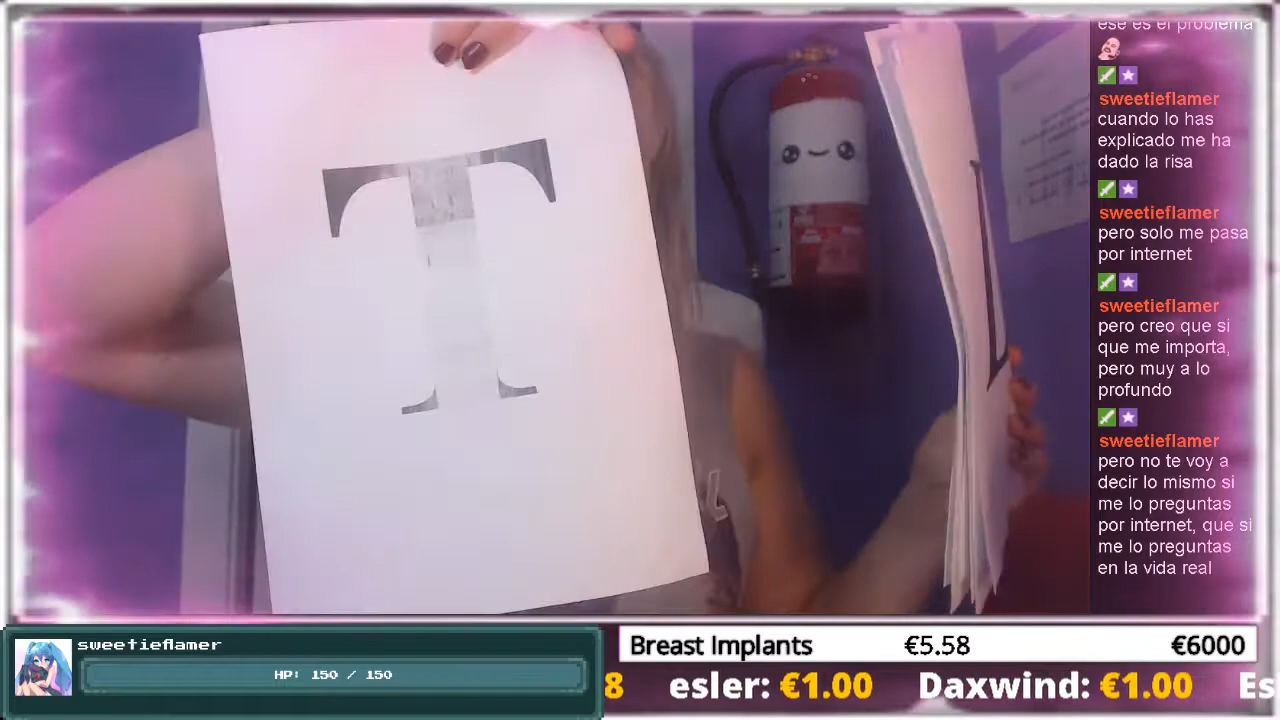 T
ese es el problema
sweetieflamer
cuando lo has
explicado me ha
dado la risa
sweetieflamer
pero solo me pasa
por internet
sweetieflamer
pero creo que si
que me importa,
pero muy a lo
profundo
sweetieflamer
pero no te voy a
decir lo mismo si
me lo preguntas
por internet, que si
me lo preguntas
en la vida real
sweetieflamer
HP: 150 / 150
Breast Implants €5.58 €6000
8 esler: €1.00 Daxwind: €1.00 Es